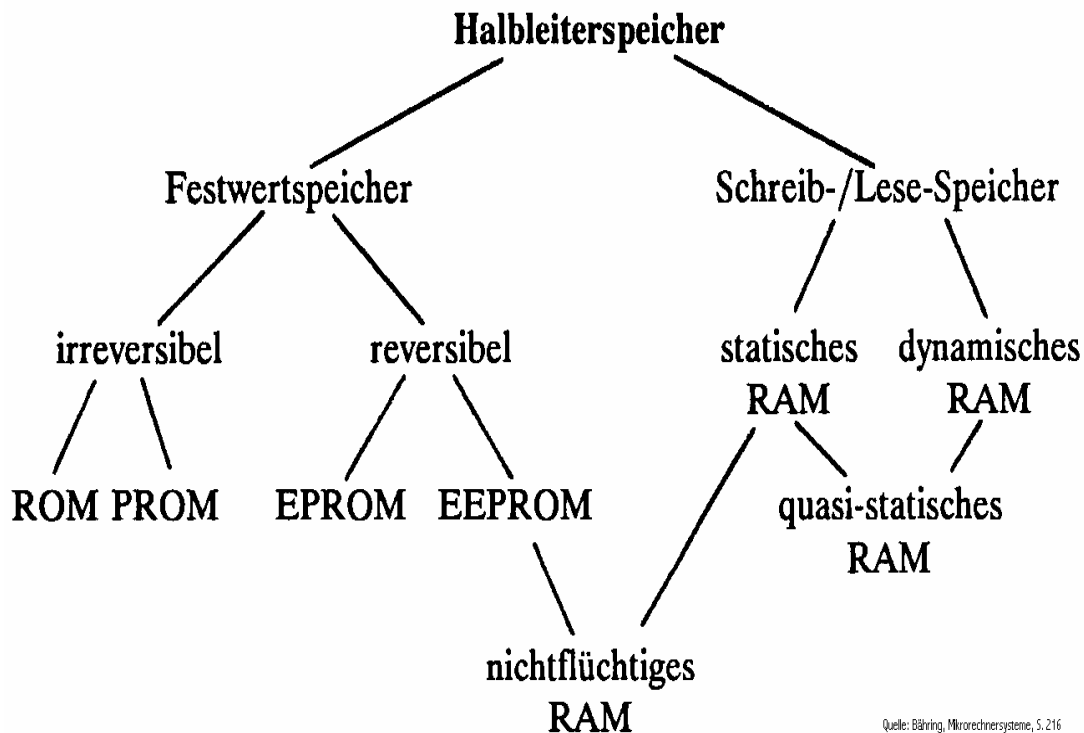 Halbleiterspeicher
Festwertspeicher
Schreib-/Lese-Speicher
irreversibel
reversibel
statisches
RAM
dynamisches
RAM
ROM
PROM
EPROM
EEPROM
quasi-statisches
RAM
nichtflüchtiges
RAM
Quelle: Bähring, Mikrorechnersysteme, S. 216